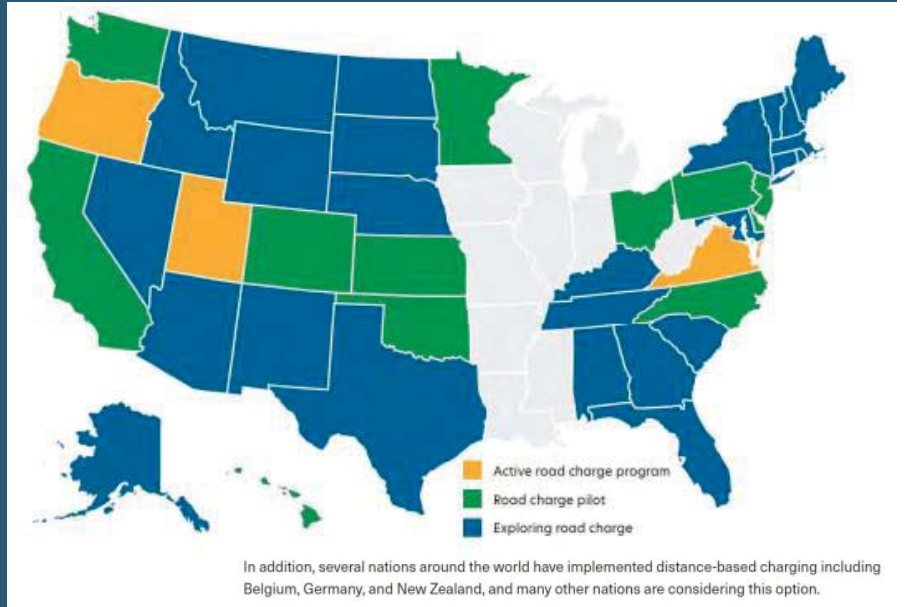 Active road charge program
Road charge pilot
Exploring road charge
In addition, several nations around the world have implemented distance-based charging including
Belgium, Germany, and New Zealand, and many other nations are considering this option.